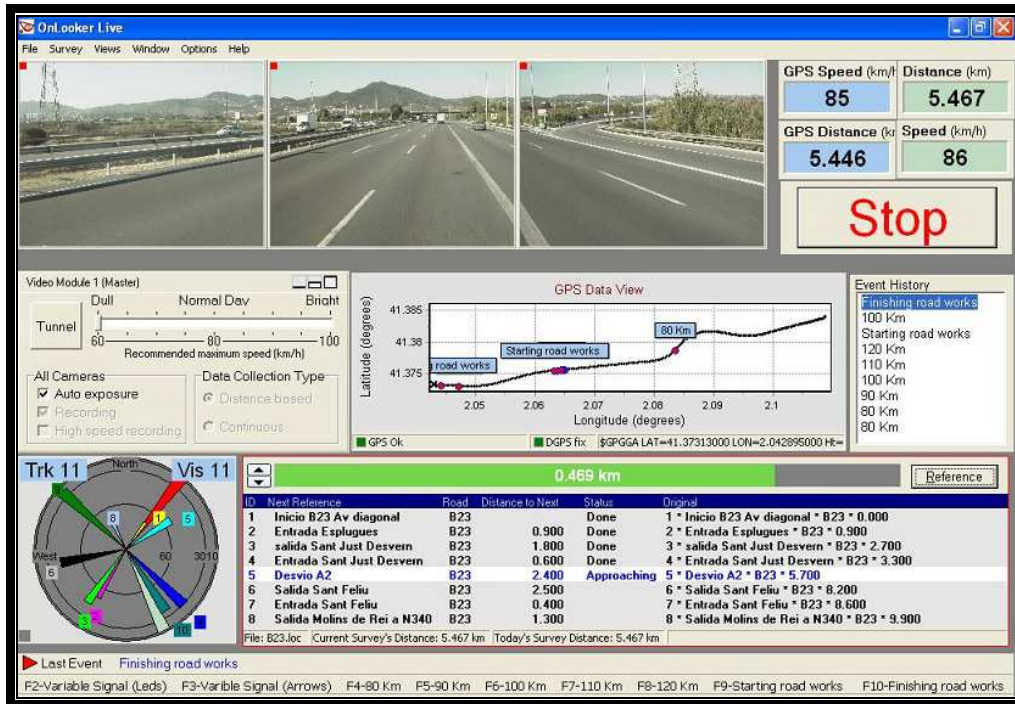 OnLooker Live
File Survey Views Window Options Help
GPS Speed (km/h Distance (km)
85 5.467
GPS Distance (k Speed (km/h)
5.446 86
Stop
Video Module 1 (Master)
Dull Normal Day Bright
Tunnel
60 80 100
Recommended maximum speed (km/h)
All Cameras
Auto exposure
Recording
High speed recording
Data Collection Type
Distance based
Continuous
GPS Data View
Latitude (degrees)
41.385
41.38
41.375
80 Km
Starting road works
road works
2.05 2.06 2.07 2.08 2.09 2.1
Longitude (degrees)
GPS Ok DGPS fix $GPGGA LAT=41.37313000 LON=2.042895000 Ht=
Event History
Finishing road works
100 Km
Starting road works
120 Km
110 Km
100 Km
90 Km
80 Km
80 Km
Trk 11 North Vis 11
8 1 5
West 60 30 10
6
3 2
10
0.469 km Reference
ID Next Reference Road Distance to Next Status Original
1 Inicio B23 Av diagonal B23 Done 1 * Inicio B23 Av diagonal * B23 * 0.000
2 Entrada Esplugues B23 0.900 Done 2 * Entrada Esplugues * B23 * 0.900
3 salida Sant Just Desvern B23 1.800 Done 3 * salida Sant Just Desvern * B23 * 2.700
4 Entrada Sant Just Desvern B23 0.600 Done 4 * Entrada Sant Just Desvern * B23 * 3.300
5 Desvio A2 B23 2.400 Approaching 5 * Desvio A2 * B23 * 5.700
6 Salida Sant Feliu B23 2.500 6 * Salida Sant Feliu * B23 * 8.200
7 Entrada Sant Feliu B23 0.400 7 * Entrada Sant Feliu * B23 * 8.600
8 Salida Molins de Rei a N340 B23 1.300 8 * Salida Molins de Rei a N340 * B23 * 9.900
File: B23.loc Current Survey's Distance: 5.467 km Today's Survey Distance: 5.467 km
Last Event Finishing road works
F2-Variable Signal (Leds) F3-Varible Signal (Arrows) F4-80 Km F5-90 Km F6-100 Km F7-110 Km F8-120 Km F9-Starting road works F10-Finishing road works